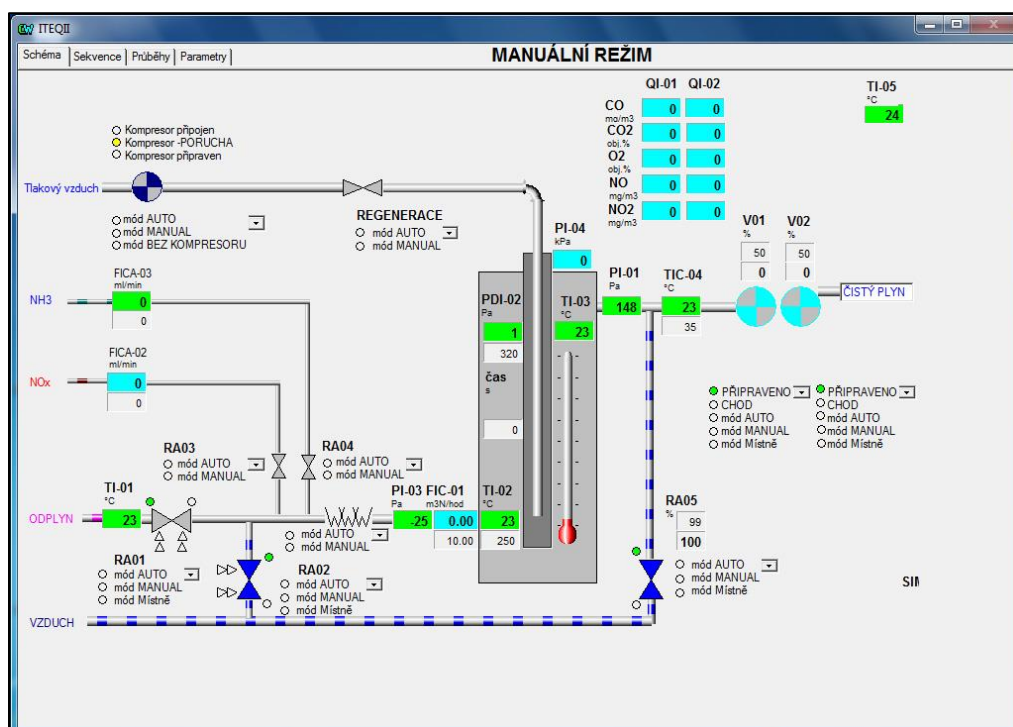 ITEQII
Schéma Sekvence Průběhy Parametry
MANUÁLNÍ REŽIM
QI-01 QI-02
TI-05
°C
24
CO 0 0
mg/m3
CO2 0 0
obj.%
O2 0 0
obj.%
NO 0 0
mg/m3
NO2 0 0
mg/m3
Kompresor připojen
Kompresor -PORUCHA
Kompresor připraven
Tlakový vzduch
mód AUTO
mód MANUAL
mód BEZ KOMPRESORU
REGENERACE
mód AUTO
mód MANUAL
PI-04
kPa
0
V01 V02
% %
50 50
0 0
ČISTÝ PLYN
FICA-03
ml/min
NH3
0
0
PDI-02
Pa
1
320
čas
s
0
TI-03
°C
23
PI-01
Pa
148
TIC-04
°C
23
35
FICA-02
ml/min
NOx
0
0
PŘIPRAVENO PŘIPRAVENO
CHOD CHOD
mód AUTO mód AUTO
mód MANUAL mód MANUAL
mód Místně mód Místně
RA03
mód AUTO
mód MANUAL
RA04
mód AUTO
mód MANUAL
TI-01
°C
ODPLYN 23
PI-03 FIC-01 TI-02
Pa m3N/hod °C
-25 0.00 23
10.00 250
mód AUTO
mód MANUAL
RA05
% 99
100
RA01
mód AUTO
mód MANUAL
mód Místně
RA02
mód AUTO
mód MANUAL
mód Místně
mód AUTO
mód MANUAL
mód Místně
VZDUCH